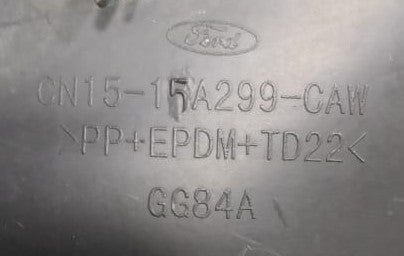 Ford
CN15-15A299-CAW
>PP+EPDM+TD22<
GG84A